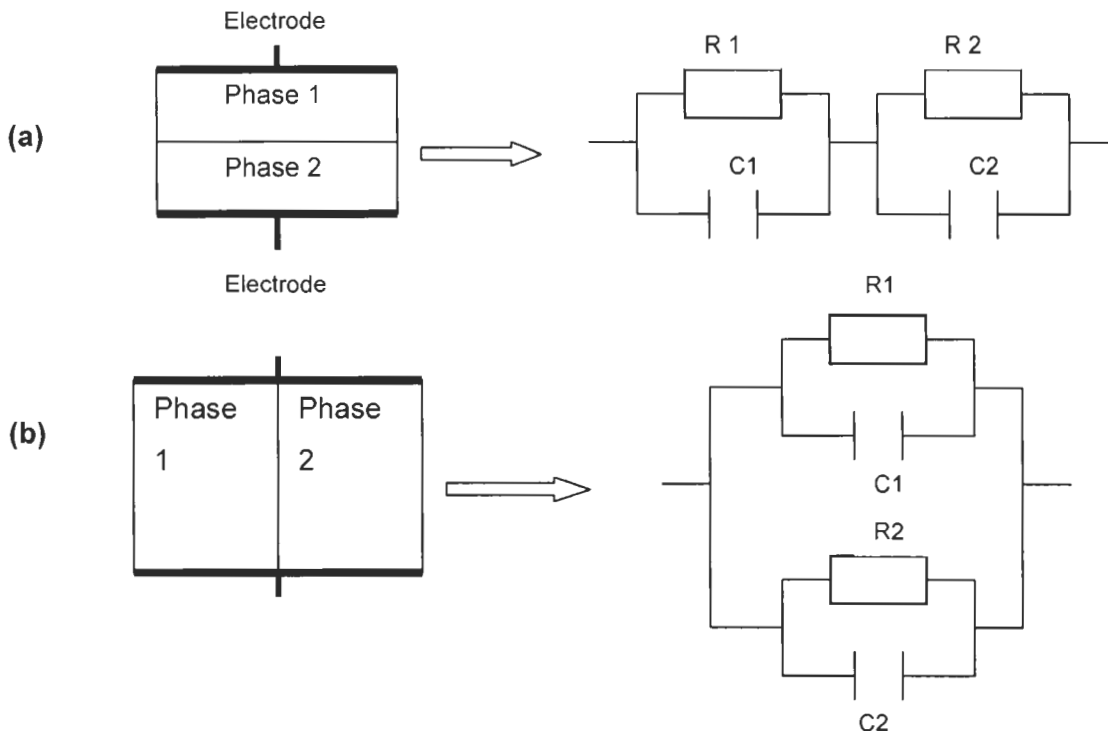 Electrode
(a)
Phase 1
Phase 2
Electrode
R 1
R 2
C1
C2
(b)
Phase
1
Phase
2
R1
C1
R2
C2